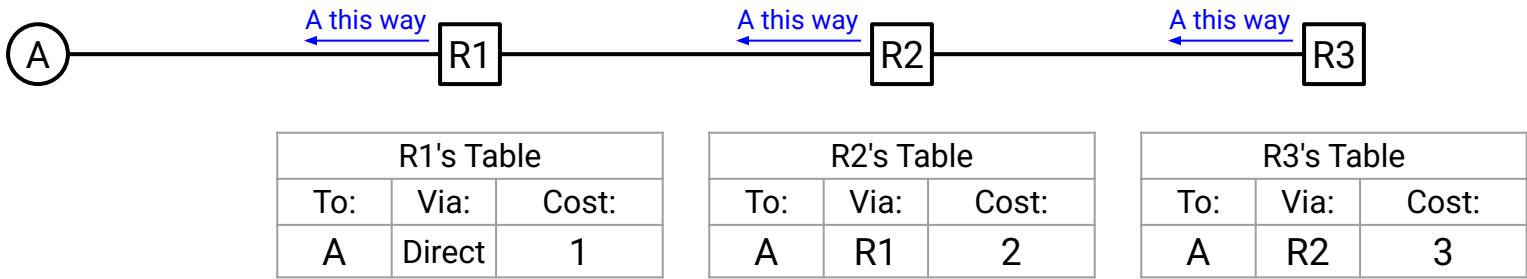 A this way
A this way
A this way
A
R1
R2
R3
R1's Table
To: Via: Cost:
A Direct 1
R2's Table
To: Via: Cost:
A R1 2
R3's Table
To: Via: Cost:
A R2 3